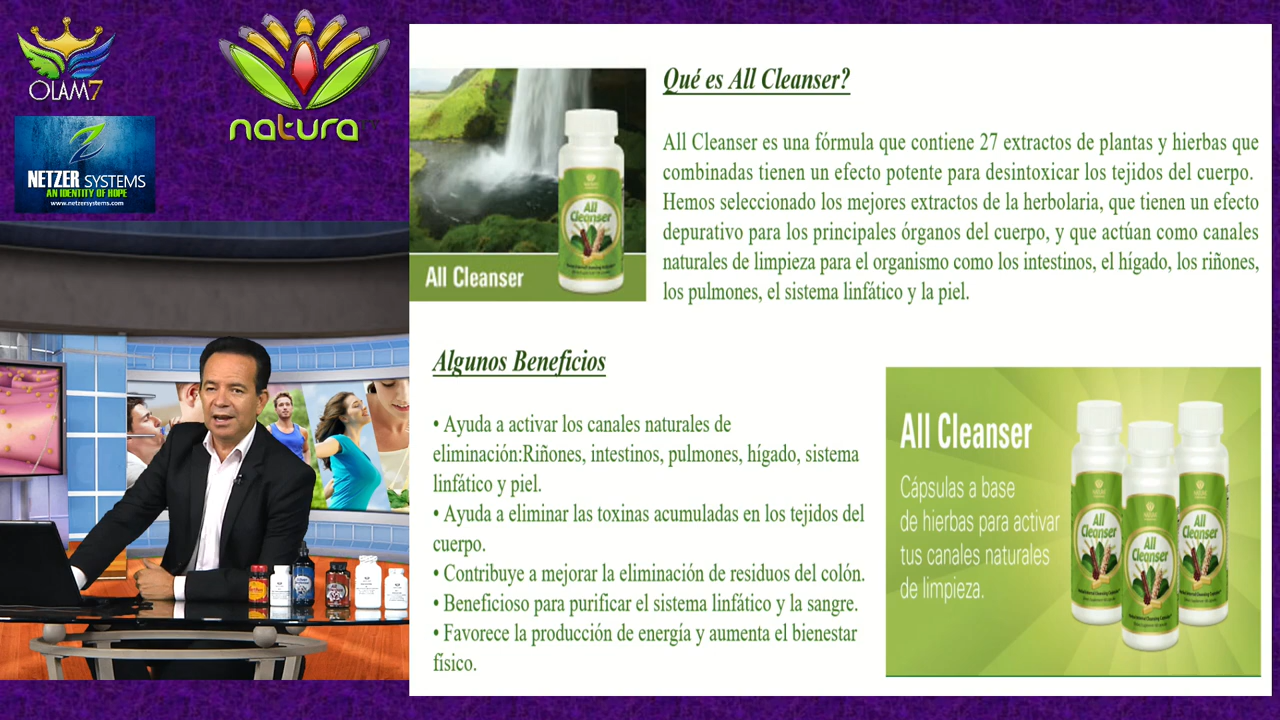 OLAM7
natura
NETZER SYSTEMS
AN IDENTITY OF HOPE
www.netzersystems.com
Qué es All Cleanser?
All Cleanser es una fórmula que contiene 27 extractos de plantas y hierbas que
combinadas tienen un efecto potente para desintoxicar los tejidos del cuerpo.
Hemos seleccionado los mejores extractos de la herbolaria, que tienen un efecto
depurativo para los principales órganos del cuerpo, y que actúan como canales
naturales de limpieza para el organismo como los intestinos, el hígado, los riñones,
los pulmones, el sistema linfático y la piel.
All
Cleanser
All Cleanser
Algunos Beneficios
• Ayuda a activar los canales naturales de
eliminación:Riñones, intestinos, pulmones, hígado, sistema
linfático y piel.
• Ayuda a eliminar las toxinas acumuladas en los tejidos del
cuerpo.
• Contribuye a mejorar la eliminación de residuos del colón.
• Beneficioso para purificar el sistema linfático y la sangre.
• Favorece la producción de energía y aumenta el bienestar
físico.
All Cleanser
Cápsulas a base
de hierbas para activar
tus canales naturales
de limpieza.
All
Cleanser
All
Cleanser
All
Cleanser